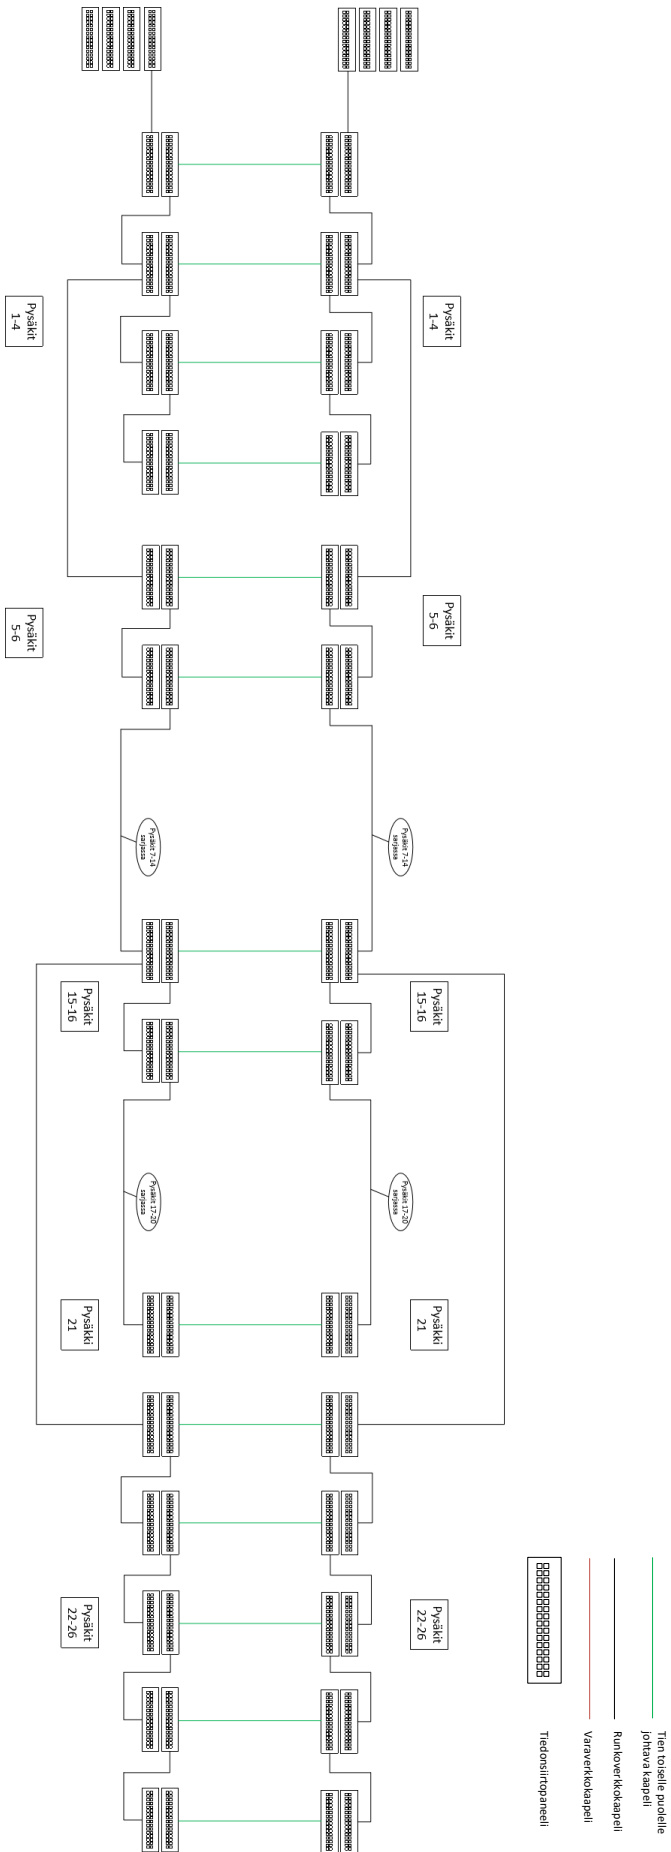 Pysäkit
1-4
Pysäkit
1-4
Pysäkit
5-6
Pysäkit
5-6
Pysäkit 7-14
sarjassa
Pysäkit 7-14
sarjassa
Pysäkit
15-16
Pysäkit
15-16
Pysäkit 17-20
sarjassa
Pysäkit 17-20
sarjassa
Pysäkki
21
Pysäkki
21
Pysäkit
22-26
Pysäkit
22-26
Tien toiselle puolelle
johtava kaapeli
Runkoverkkokaapeli
Varaverkkokaapeli
Tiedonsiirtopaneeli